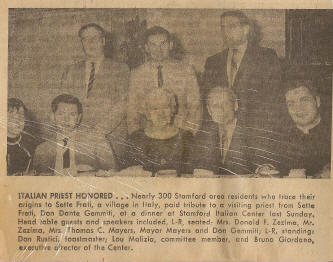 ITALIAN PRIEST HONORED . . . Nearly 300 Stamford area residents who trace their
origins to Sette Frati, a village in Italy, paid tribute to a visiting priest from Sette
Frati, Don Dante Gemmiti, at a dinner at Stamford Italian Center last Sunday.
Head table guests and speakers included, L-R, seated: Mrs. Donald F. Zezima, Mr.
Zezima, Mrs. Thomas C. Mayers, Mayor Mayers and Don Gemmiti; L-R, standing:
Dan Rustici, toastmaster; Lou Malizia, committee member, and Bruno Giordano,
executive director of the Center.